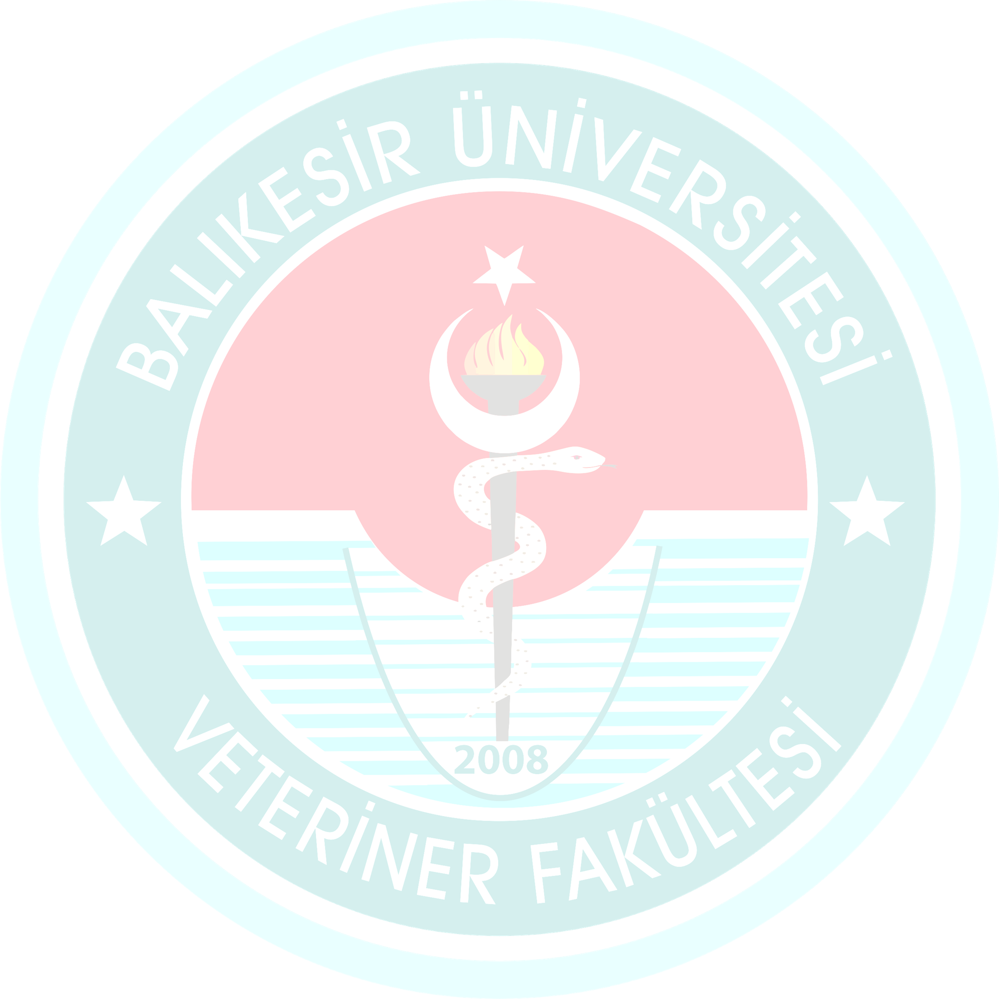 BALIKESİR ÜNİVERSİTESİ
2008
VETERİNER FAKÜLTESİ